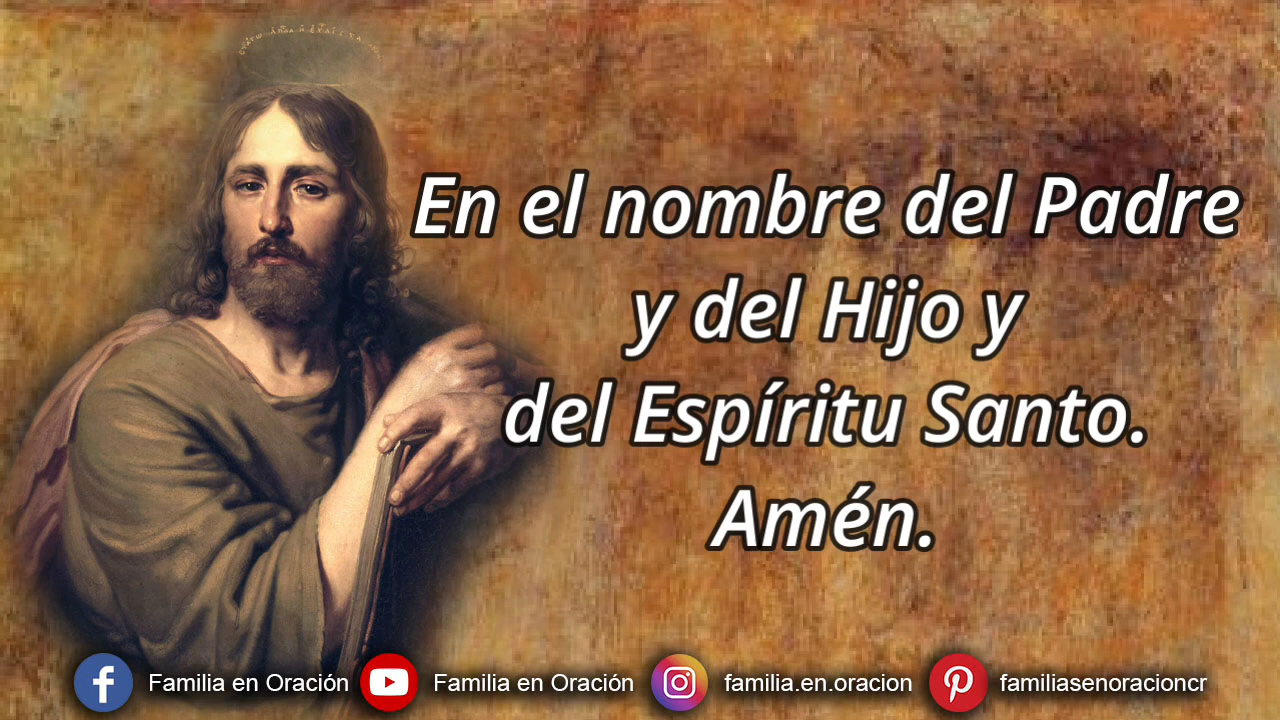 En el nombre del Padre
y del Hijo y
del Espíritu Santo.
Amén.
Familia en Oración
Familia en Oración
familia.en.oracion
familiasenoracioncr